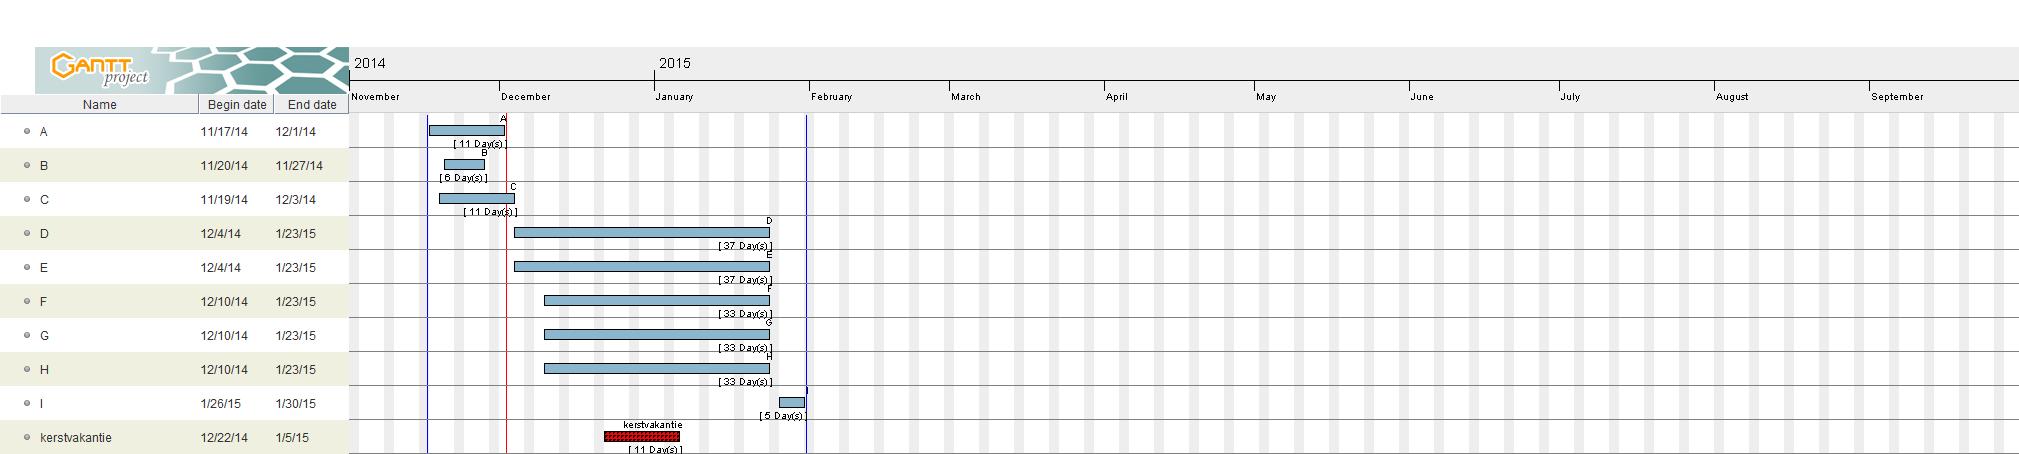 2014 2015
GANTT
project
Name Begin date End date November December January February March April May June July August September
A
A 11/17/14 12/1/14
[ 11 Day(s) ]
B
B 11/20/14 11/27/14
[ 6 Day(s) ]
C
C 11/19/14 12/3/14
[ 11 Day(s) ]
D
D 12/4/14 1/23/15
[ 37 Day(s) ]
E
E 12/4/14 1/23/15
[ 37 Day(s) ]
F
F 12/10/14 1/23/15
[ 33 Day(s) ]
G
G 12/10/14 1/23/15
[ 33 Day(s) ]
H
H 12/10/14 1/23/15
[ 33 Day(s) ]
I
I 1/26/15 1/30/15
[ 5 Day(s) ]
kerstvakantie
kerstvakantie 12/22/14 1/5/15
[ 11 Day(s) ]